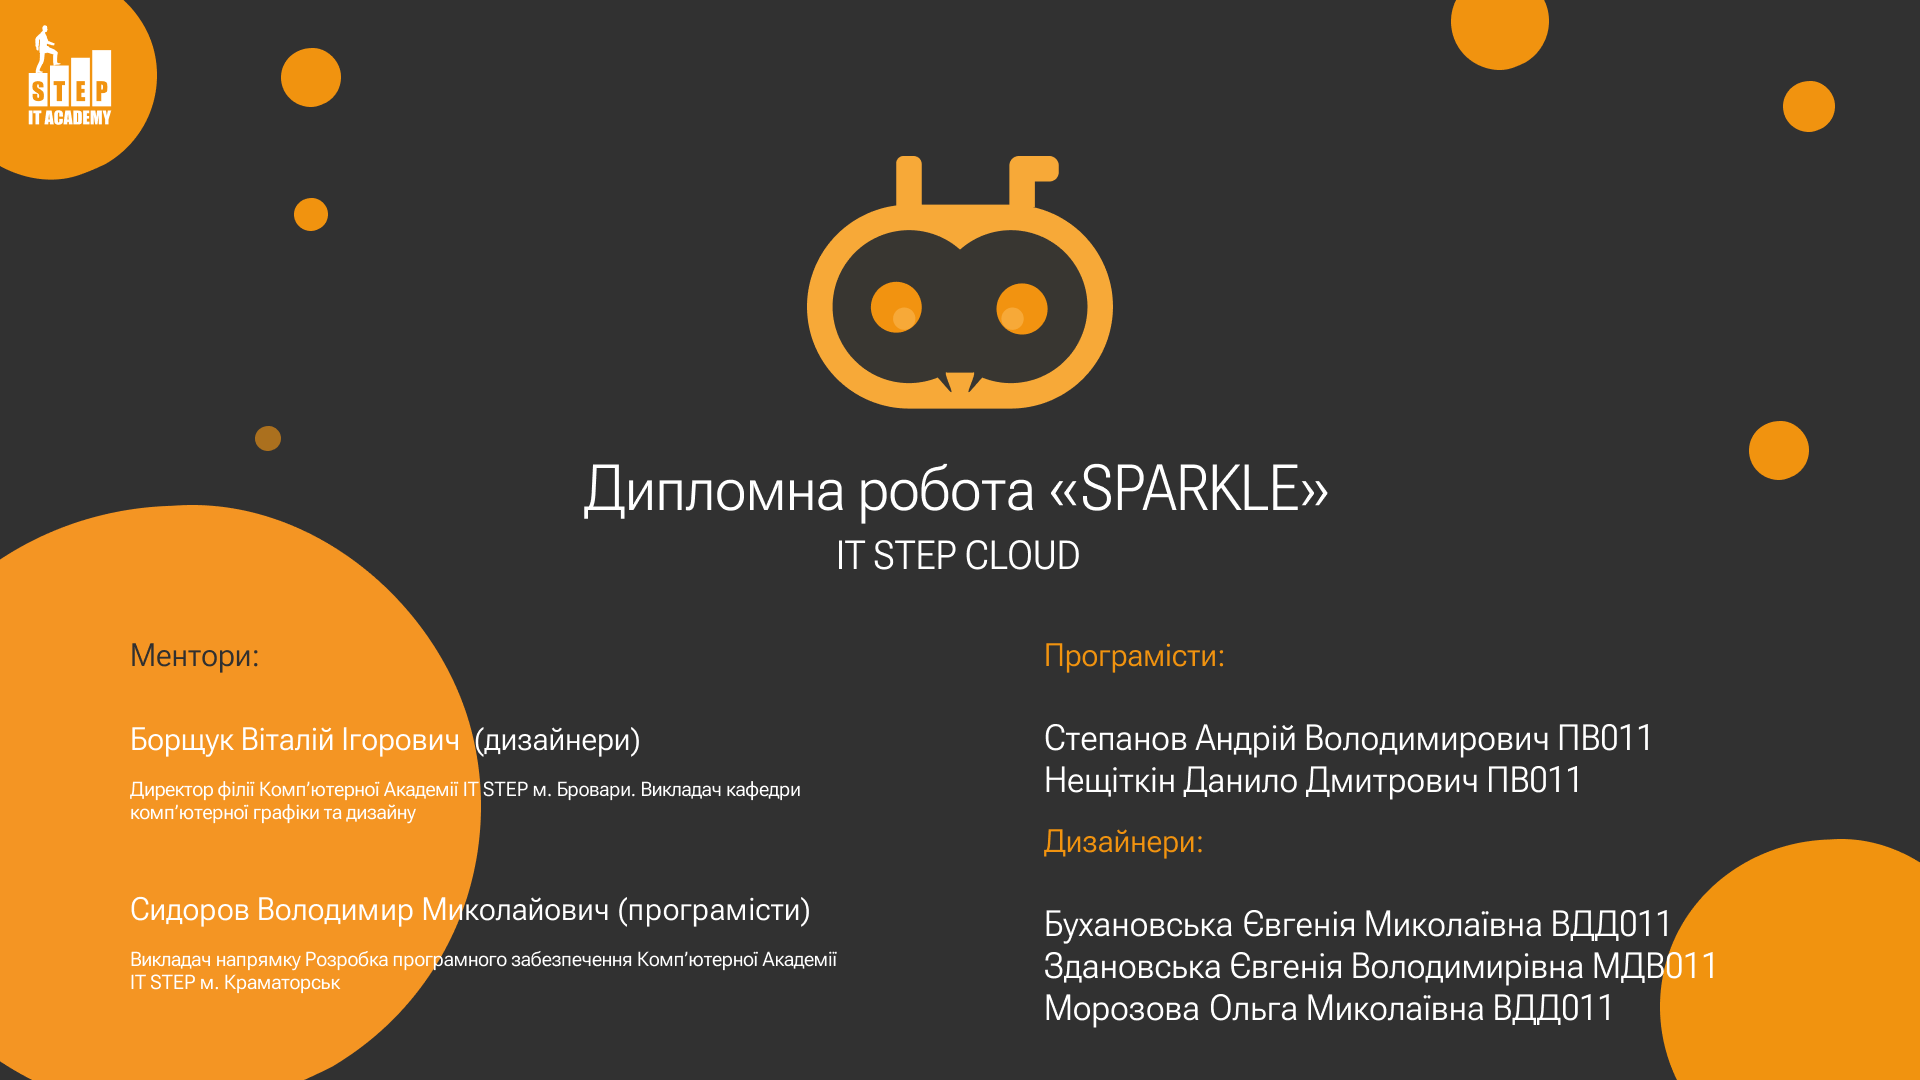 STEP
IT ACADEMY
Дипломна робота «SPARKLE»
IT STEP CLOUD
Ментори:
Борщук Віталій Ігорович (дизайнери)
Директор філії Комп’ютерної Академії IT STEP м. Бровари. Викладач кафедри
комп’ютерної графіки та дизайну
Сидоров Володимир Миколайович (програмісти)
Викладач напрямку Розробка програмного забезпечення Комп’ютерної Академії
IT STEP м. Краматорськ
Програмісти:
Степанов Андрій Володимирович ПВ011
Нещіткін Данило Дмитрович ПВ011
Дизайнери:
Бухановська Євгенія Миколаївна ВДД011
Здановська Євгенія Володимирівна МДВ011
Морозова Ольга Миколаївна ВДД011